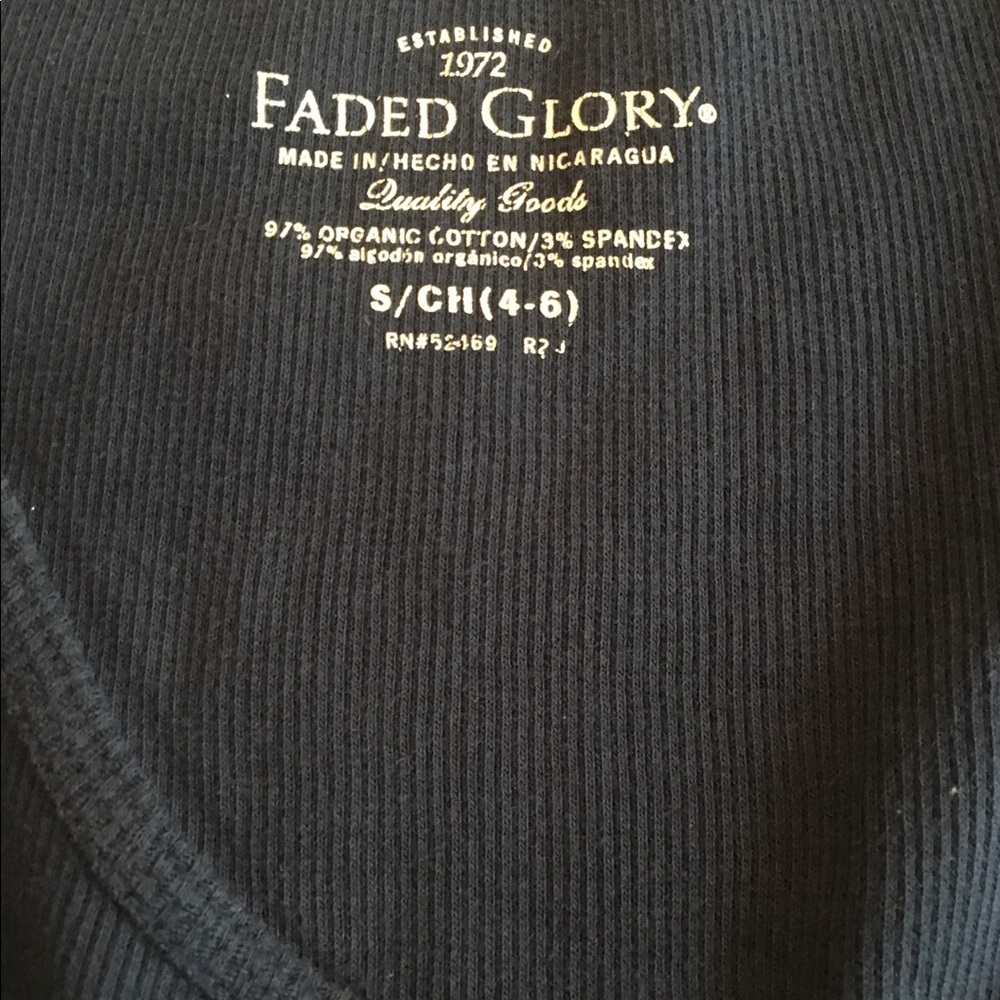 ESTABLISHED
1972
FADED GLORY®
MADE IN/HECHO EN NICARAGUA
Quality Goods
97% ORGANIC COTTON/3% SPANDEX
97% algodón orgánico/3% spandex
S/CH(4-6)
RN#52469